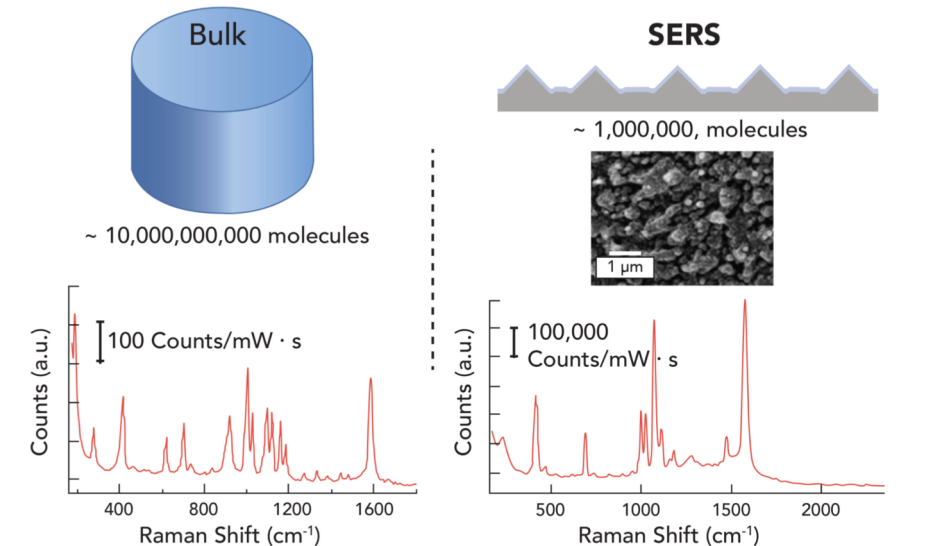 Bulk
~ 10,000,000,000 molecules
100 Counts/mW · s
Counts (a.u.)
400 800 1200 1600
Raman Shift (cm-1)
SERS
~ 1,000,000, molecules
1 µm
100,000
Counts/mW · s
Counts (a.u.)
500 1000 1500 2000
Raman Shift (cm-1)